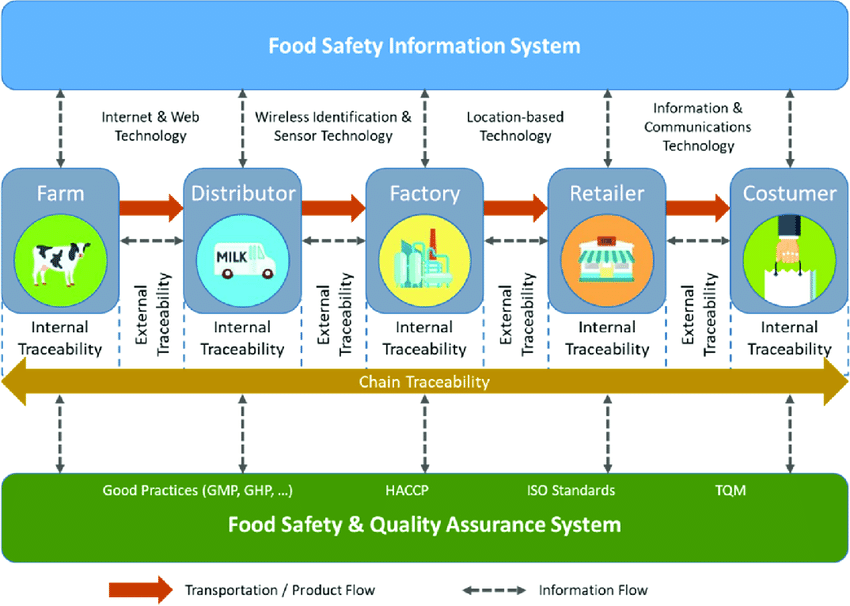 Food Safety Information System
Internet & Web
Technology
Wireless Identification &
Sensor Technology
Location-based
Technology
Information &
Communications
Technology
Farm
Distributor
Factory
Retailer
Costumer
MILK
External
Traceability
External
Traceability
External
Traceability
External
Traceability
Internal
Traceability
Internal
Traceability
Internal
Traceability
Internal
Traceability
Internal
Traceability
Chain Traceability
Good Practices (GMP, GHP, ...)
HACCP
ISO Standards
TQM
Food Safety & Quality Assurance System
Transportation / Product Flow
Information Flow